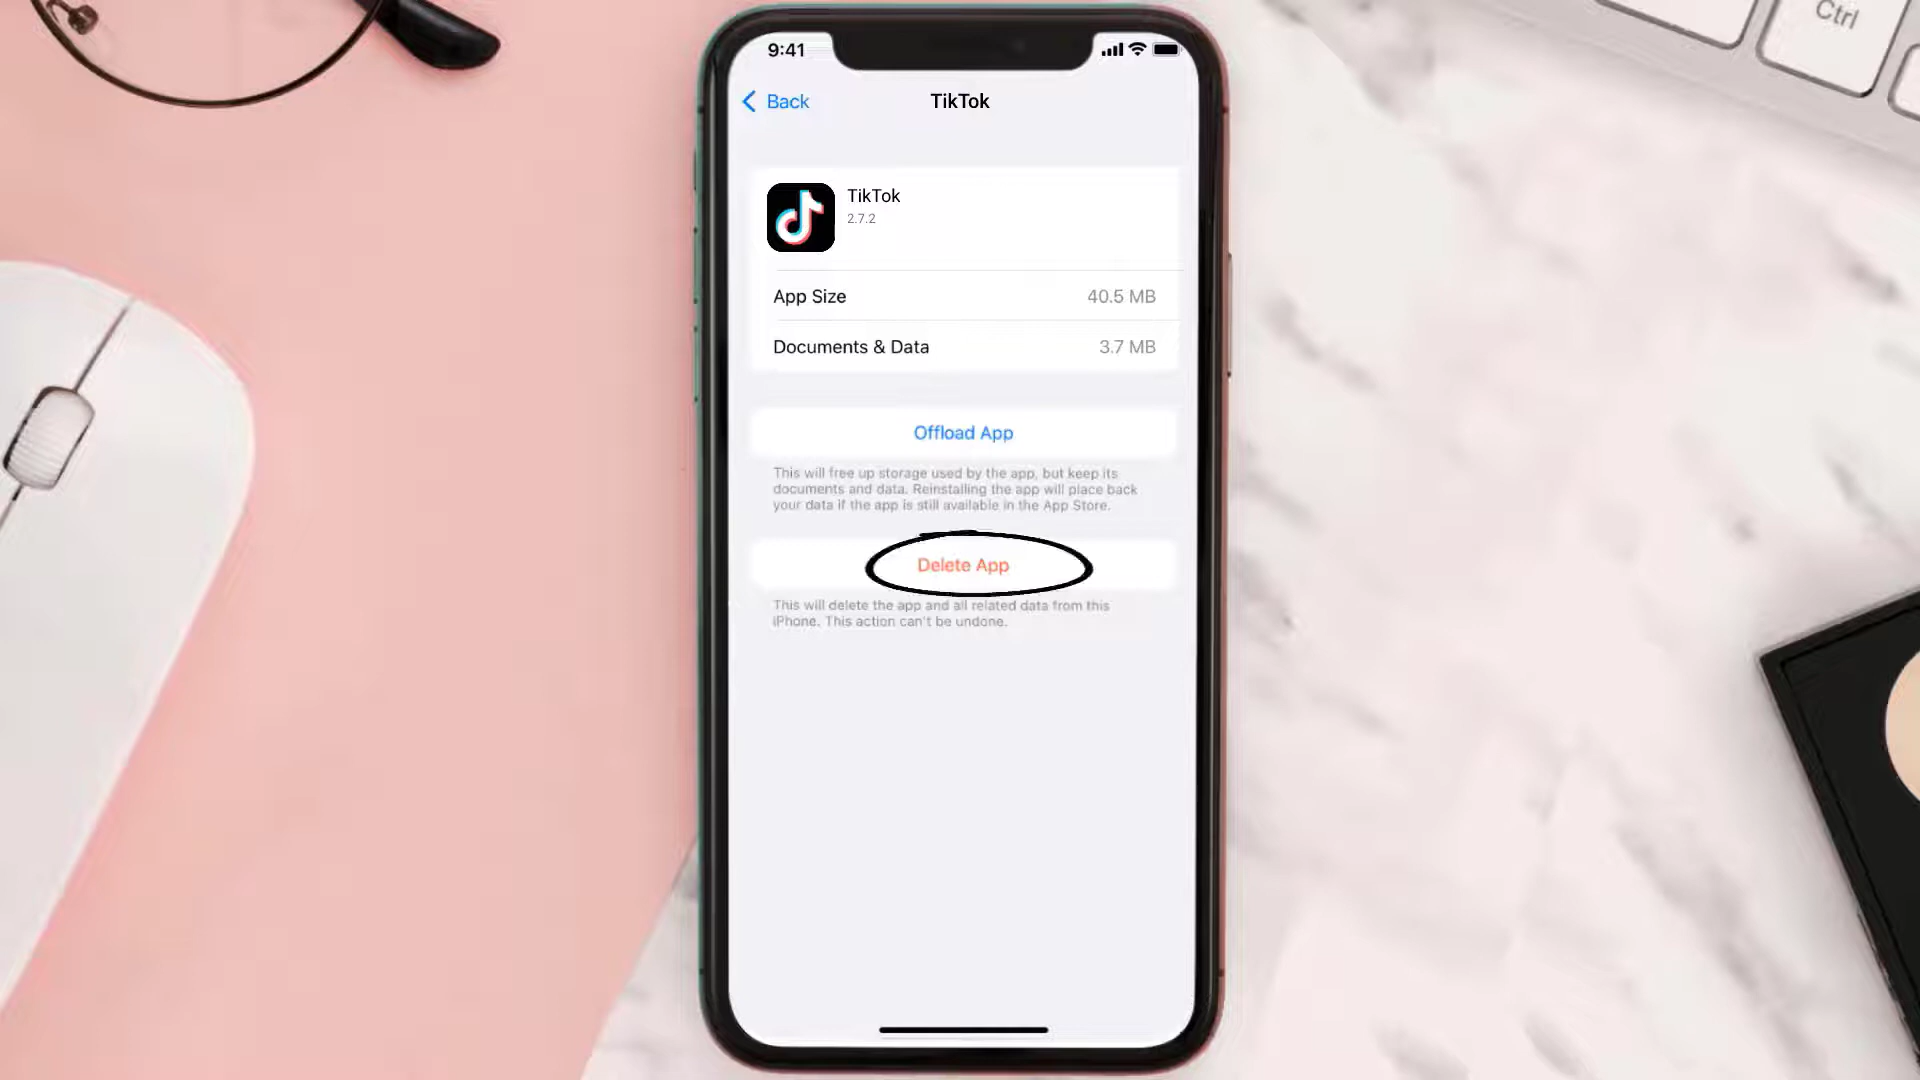 9:41
Back
TikTok
TikTok
2.7.2
App Size 40.5 MB
Documents & Data 3.7 MB
Offload App
This will free up storage used by the app, but keep its
documents and data. Reinstalling the app will place back
your data if the app is still available in the App Store.
Delete App
This will delete the app and all related data from this
iPhone. This action can't be undone.
Ctrl